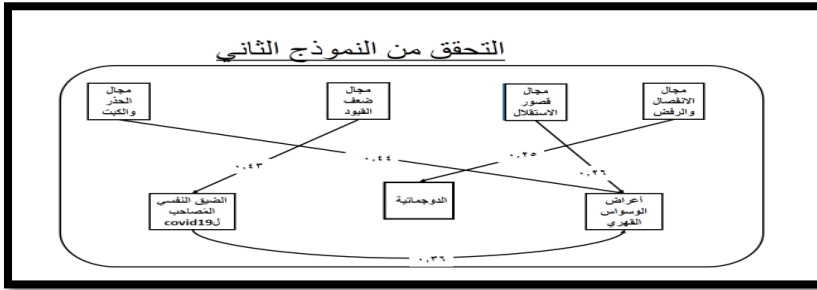 التحقق من النموذج الثاني
مجال
الانفصال
والرفض
مجال
قصور
الاستقلال
مجال
ضعف
القيود
مجال
الحذر
والكبت
٠,٢٥
٠,٢٦
٠,٤٤
٠,٤٣
أعراض
الوسواس
القهري
الدوجماتية
الضيق النفسي
المصاحب
لcovid19
٠,٣٦